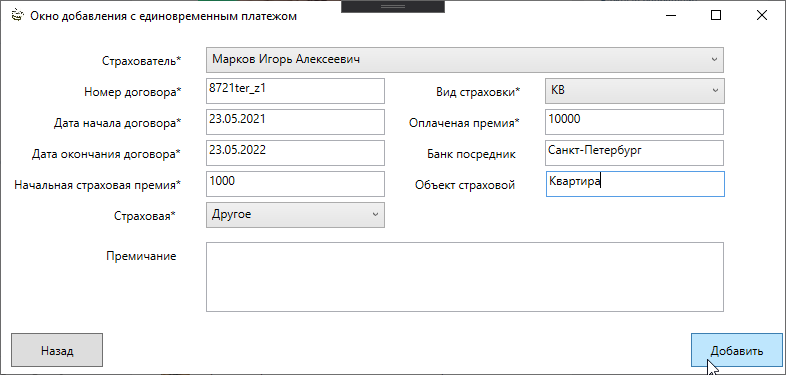 Окно добавления с единовременным платежом
Страхователь* Марков Игорь Алексеевич
Номер договора* 8721ter_z1 Вид страховки* КВ
Дата начала договора* 23.05.2021 Оплаченая премия* 10000
Дата окончания договора* 23.05.2022 Банк посредник Санкт-Петербург
Начальная страховая премия* 1000 Объект страховой Квартира
Страховая* Другое
Премичание
Назад Добавить